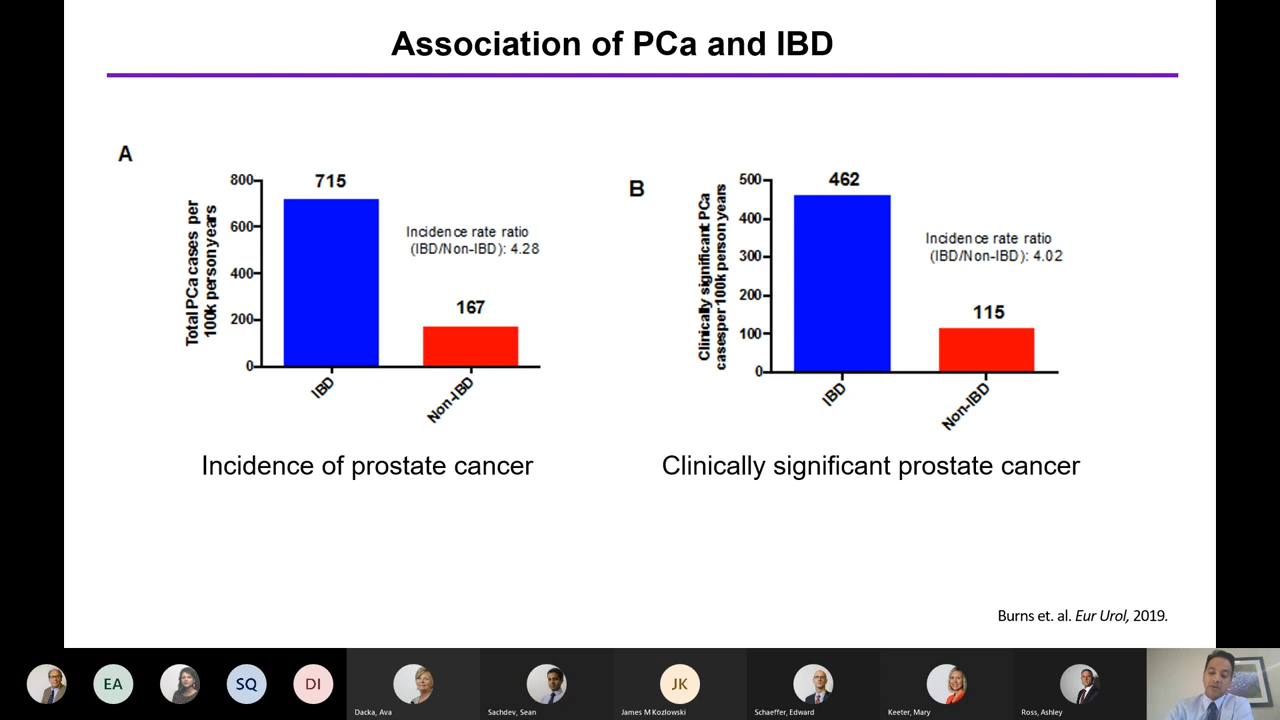 Association of PCa and IBD
A
Total PCa cases per
100k person years
800
600
400
200
0
715
167
Incidence rate ratio
(IBD/Non-IBD): 4.28
IBD
Non-IBD
Incidence of prostate cancer
B
Clinically significant PCa
casesper 100k person years
500
400
300
200
100
0
462
115
Incidence rate ratio
(IBD/Non-IBD): 4.02
IBD
Non-IBD
Clinically significant prostate cancer
Burns et. al. Eur Urol, 2019.
EA
SQ
DI
Dacka, Ava
Sachdev, Sean
JK
James M Kozlowski
Schaeffer, Edward
Keeter, Mary
Ross, Ashley